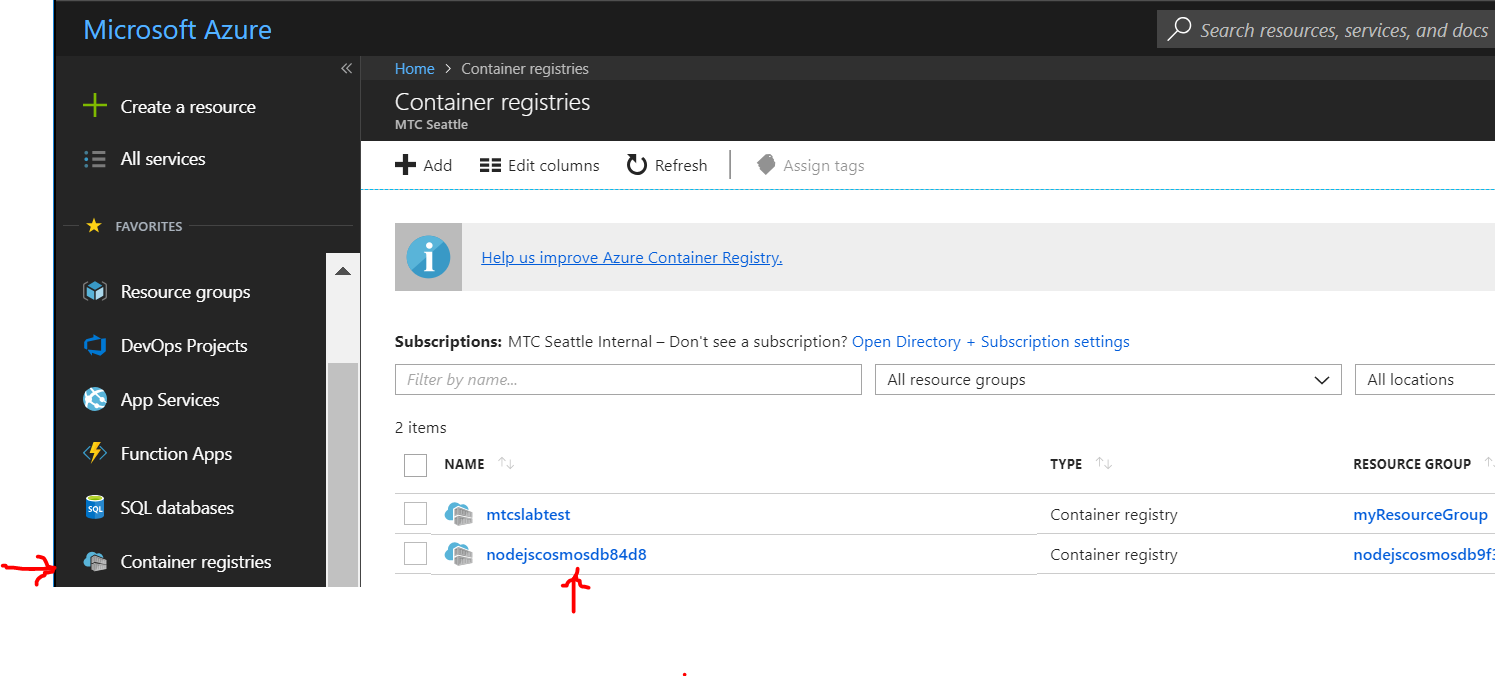 Microsoft Azure
Search resources, services, and docs
Create a resource
All services
FAVORITES
Resource groups
DevOps Projects
App Services
Function Apps
SQL
SQL databases
Container registries
Home > Container registries
Container registries
MTC Seattle
Add Edit columns Refresh Assign tags
Help us improve Azure Container Registry.
Subscriptions: MTC Seattle Internal – Don't see a subscription? Open Directory + Subscription settings
Filter by name... All resource groups All locations
2 items
NAME TYPE RESOURCE GROUP
mtcslabtest Container registry myResourceGroup
nodejscosmosdb84d8 Container registry nodejscosmosdb9f3